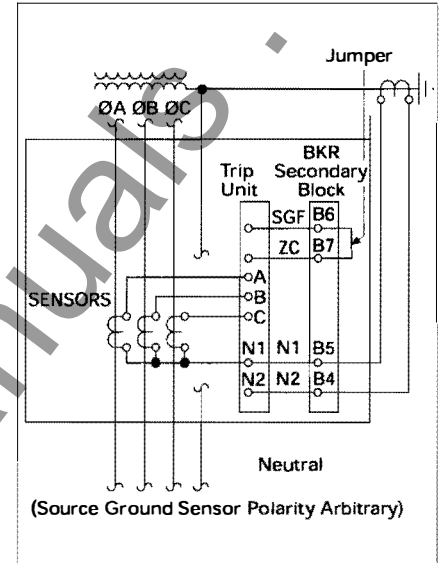 Jumper
ØA ØB ØC
Trip Unit
BKR Secondary Block
SGF B6
ZC B7
A
B
C
SENSORS
N1 N1 B5
N2 N2 B4
Neutral
(Source Ground Sensor Polarity Arbitrary)